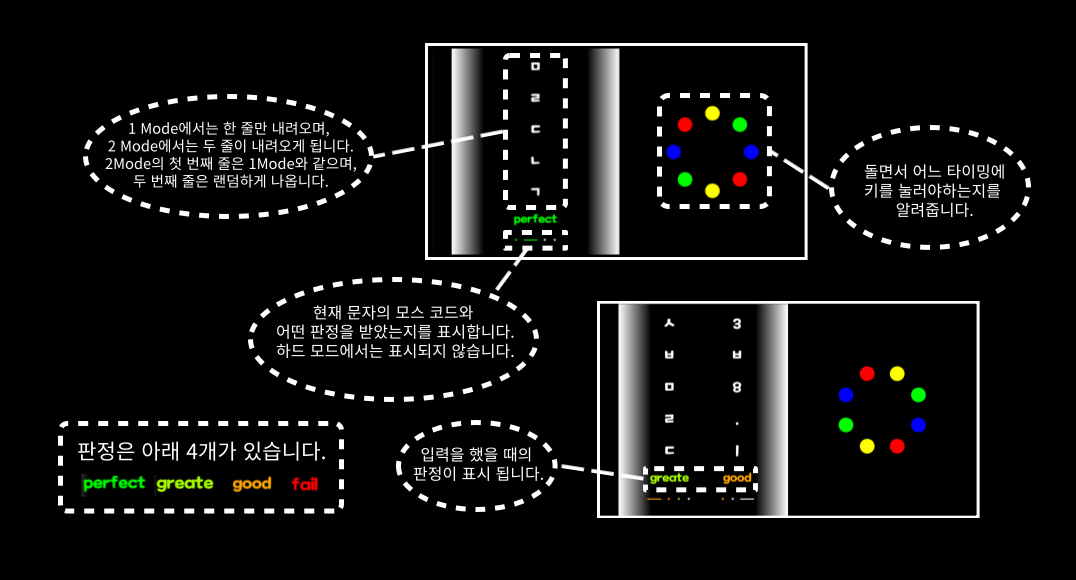 ㅁ
ㄹ
ㄷ
ㄴ
ㄱ
perfect
1 Mode에서는 한 줄만 내려오며,
2 Mode에서는 두 줄이 내려오게 됩니다.
2Mode의 첫 번째 줄은 1Mode와 같으며,
두 번째 줄은 랜덤하게 나옵니다.
돌면서 어느 타이밍에
키를 눌러야하는지를
알려줍니다.
현재 문자의 모스 코드와
어떤 판정을 받았는지를 표시합니다.
하드 모드에서는 표시되지 않습니다.
ㅅ 3
ㅂ ㅂ
ㅁ 8
ㄹ .
ㄷ ㅣ
greate good
입력을 했을 때의
판정이 표시 됩니다.
판정은 아래 4개가 있습니다.
perfect greate good fail